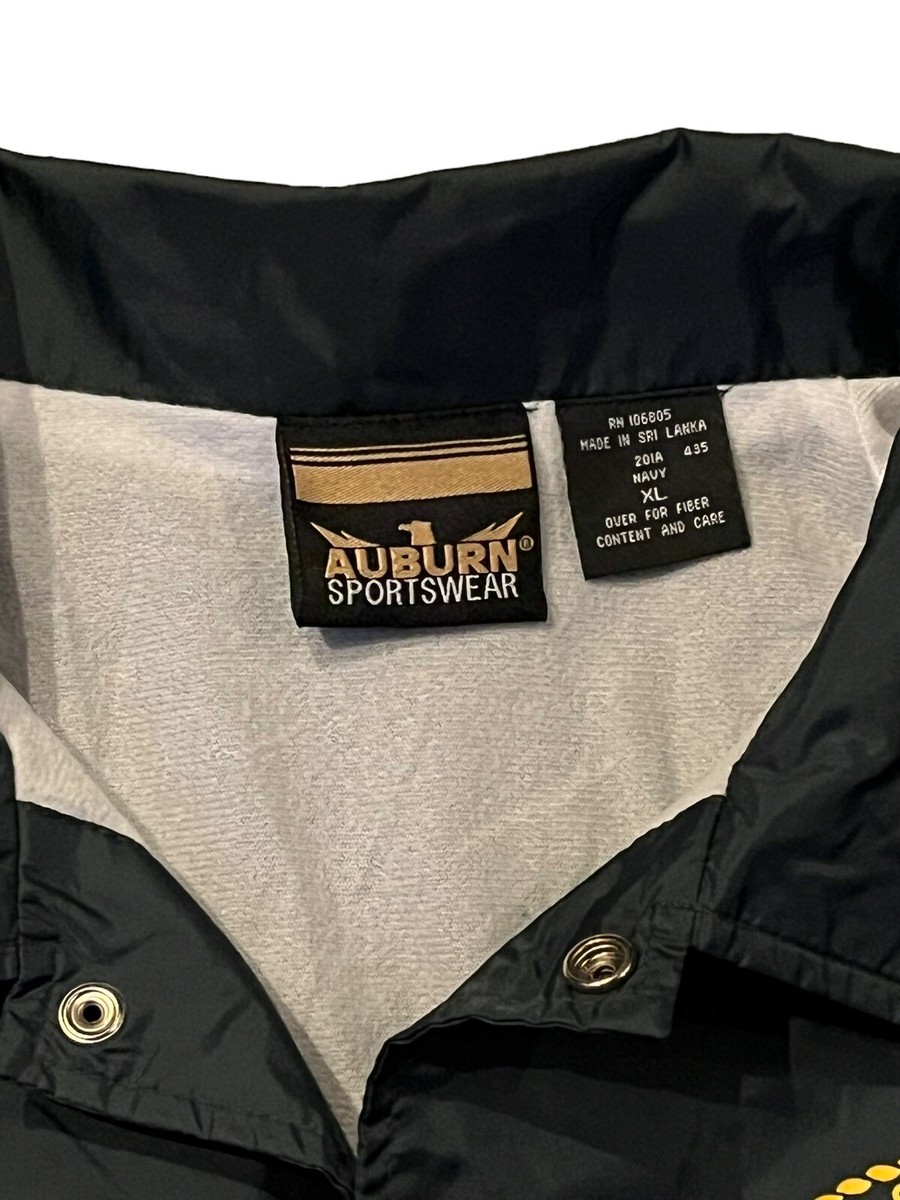 AUBURN®
SPORTSWEAR
RN 106805
MADE IN SRI LANKA
201A 435
NAVY
XL
OVER FOR FIBER
CONTENT AND CARE